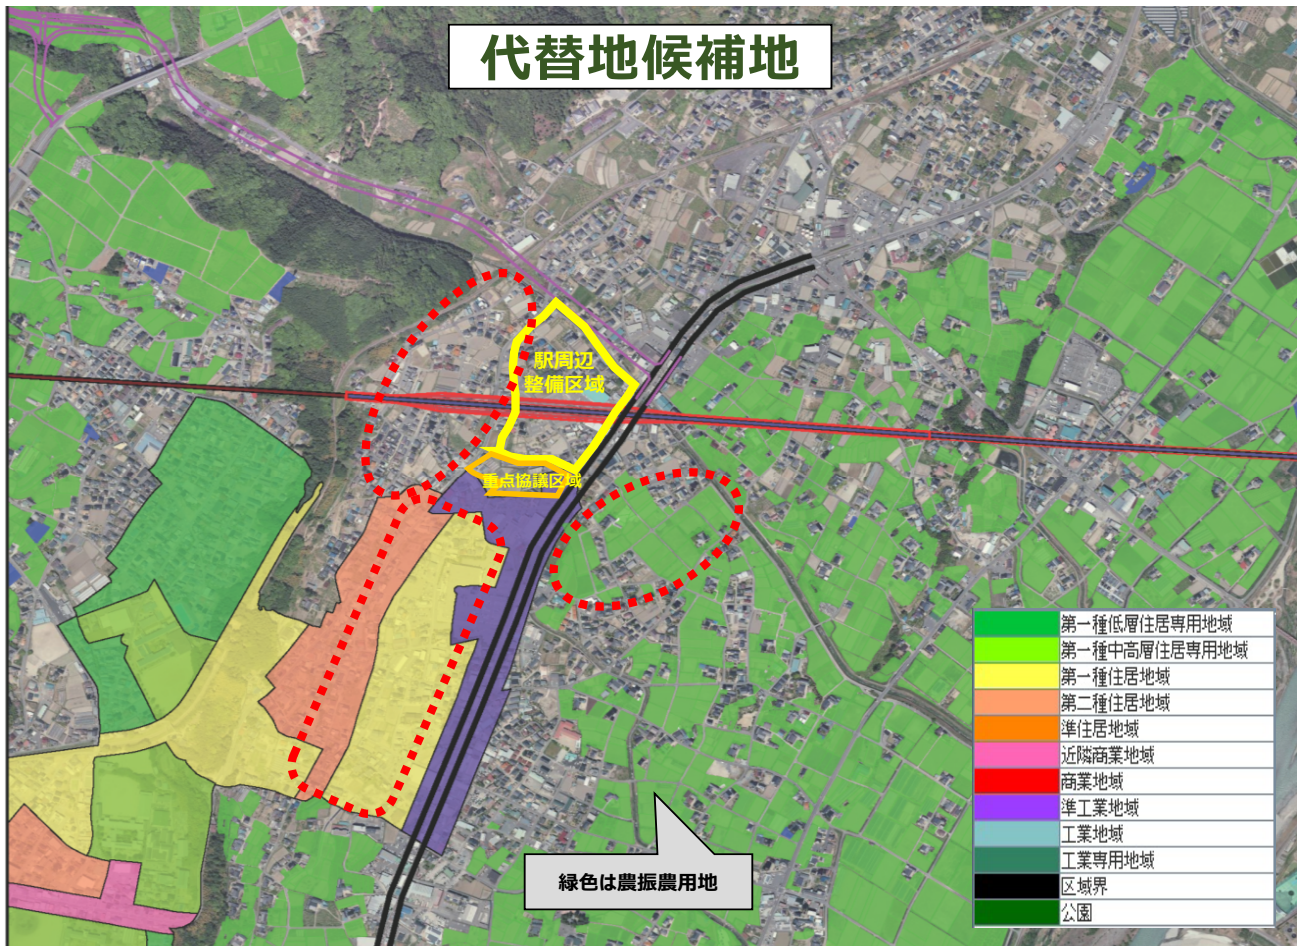 代替地候補地
駅周辺
整備区域
重点協議区域
第一種低層住居専用地域
第一種中高層住居専用地域
第一種住居地域
第二種住居地域
準住居地域
近隣商業地域
商業地域
準工業地域
工業地域
工業専用地域
区域界
公園
緑色は農振農用地